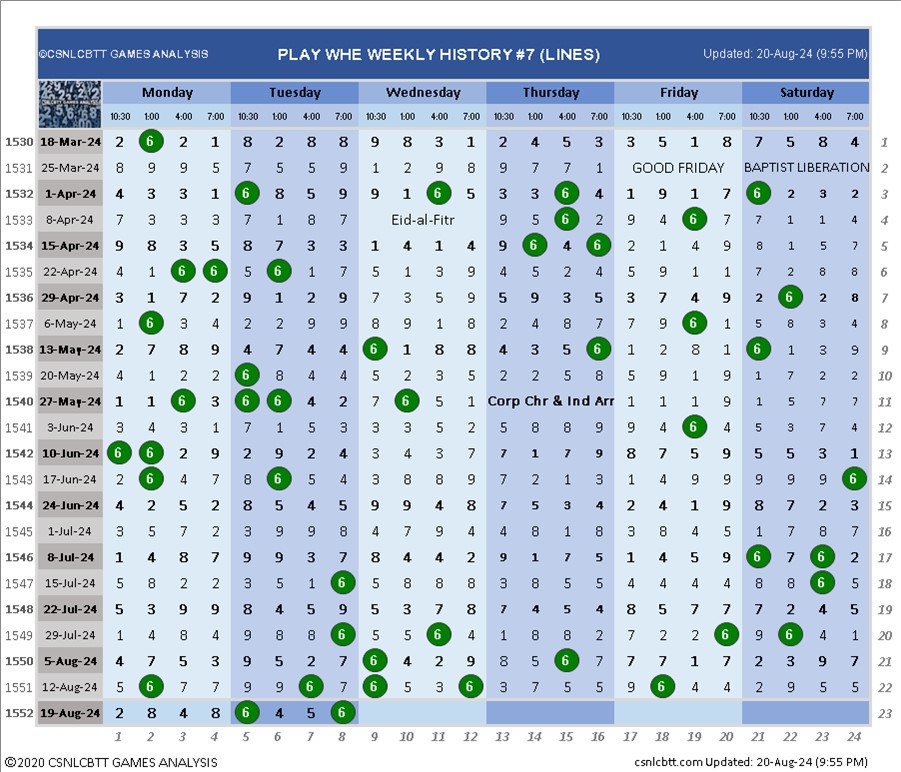 ©CSNLCBTT GAMES ANALYSIS PLAY WHE WEEKLY HISTORY #7 (LINES) Updated: 20-Aug-24 (9:55 PM)
Monday Tuesday Wednesday Thursday Friday Saturday
10:30 1:00 4:00 7:00 10:30 1:00 4:00 7:00 10:30 1:00 4:00 7:00 10:30 1:00 4:00 7:00 10:30 1:00 4:00 7:00 10:30 1:00 4:00 7:00
1530 18-Mar-24 2 6 2 1 8 2 8 8 9 8 3 1 2 4 5 3 3 5 1 8 7 5 8 4 1
1531 25-Mar-24 8 9 9 5 7 5 5 9 1 2 9 8 9 7 7 1 GOOD FRIDAY BAPTIST LIBERATION 2
1532 1-Apr-24 4 3 3 1 6 8 5 9 9 1 6 5 3 3 6 4 1 9 1 7 6 2 3 2 3
1533 8-Apr-24 7 3 3 3 7 1 8 7 Eid-al-Fitr 9 5 6 2 9 4 6 7 7 1 1 4 4
1534 15-Apr-24 9 8 3 5 8 7 3 3 1 4 1 4 9 6 4 6 2 1 4 9 8 1 5 7 5
1535 22-Apr-24 4 1 6 6 5 6 1 7 5 1 3 9 4 5 2 4 5 9 1 1 7 2 8 8 6
1536 29-Apr-24 3 1 7 2 9 1 2 9 7 3 5 9 5 9 3 5 3 7 4 9 2 6 2 8 7
1537 6-May-24 1 6 3 4 2 2 9 9 8 9 1 8 2 4 8 7 7 9 6 1 5 8 3 4 8
1538 13-May-24 2 7 8 9 4 7 4 4 6 1 8 8 4 3 5 6 1 2 8 1 6 1 3 9 9
1539 20-May-24 4 1 2 2 6 8 4 4 5 2 3 5 2 2 5 8 5 9 1 9 1 7 2 2 10
1540 27-May-24 1 1 6 3 6 6 4 2 7 6 5 1 Corp Chr & Ind Arr 1 1 1 9 1 5 7 7 11
1541 3-Jun-24 3 4 3 1 7 1 5 3 3 3 5 2 5 8 8 9 9 4 6 2 5 3 7 4 12
1542 10-Jun-24 6 6 2 9 2 9 2 4 3 4 3 7 7 1 7 9 8 7 5 9 5 5 3 1 13
1543 17-Jun-24 2 6 4 7 8 6 5 4 3 8 8 9 7 2 1 3 1 4 9 9 9 9 9 6 14
1544 24-Jun-24 4 2 5 2 8 5 4 5 9 9 4 8 7 5 3 4 2 4 1 9 8 7 2 3 15
1545 1-Jul-24 3 5 7 2 3 9 9 8 4 7 9 4 4 8 1 8 3 8 4 5 1 7 8 7 16
1546 8-Jul-24 1 4 8 7 9 9 3 7 8 4 4 2 9 1 7 5 1 4 5 9 6 7 6 2 17
1547 15-Jul-24 5 8 2 2 3 5 1 6 5 8 8 8 3 8 5 5 4 4 4 4 8 8 6 5 18
1548 22-Jul-24 5 3 9 9 8 4 5 9 5 3 7 8 7 4 5 4 8 5 7 7 7 2 4 5 19
1549 29-Jul-24 1 4 8 4 9 8 8 6 5 5 6 4 1 8 8 2 7 2 2 6 9 6 4 1 20
1550 5-Aug-24 4 7 5 3 9 5 2 7 6 4 2 9 8 5 6 7 7 7 1 7 2 3 9 7 21
1551 12-Aug-24 5 6 7 7 9 9 6 7 6 5 3 6 3 7 5 5 9 6 4 4 2 9 5 5 22
1552 19-Aug-24 2 8 4 8 6 4 5 6 23
1 2 3 4 5 6 7 8 9 10 11 12 13 14 15 16 17 18 19 20 21 22 23 24
©2020 CSNLCBTT GAMES ANALYSIS csnlcbtt.com Updated: 20-Aug-24 (9:55 PM)